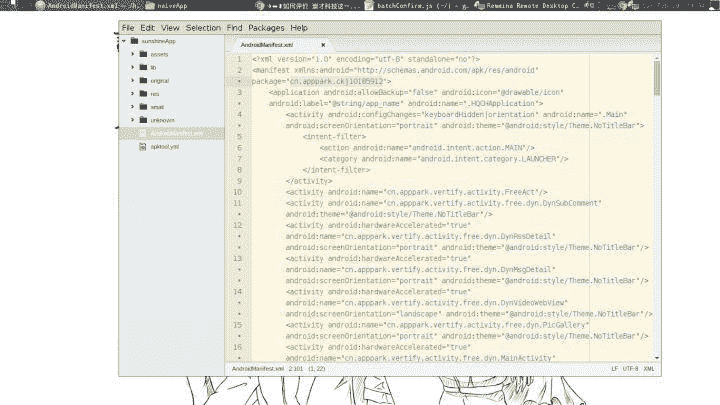 AndroidManifest.xml (~/
naiveApp
如何评价
batchConfirm.js (~/)
Remmina Remote Desktop C.
File Edit View Selection Find Packages Help
sunshineApp
assets
lib
original
res
smali
unknown
AndroidManifest.xml
apktool.yml
AndroidManifest.xml
1 <?xml version="1.0" encoding="utf-8" standalone="no"?>
2 <manifest xmlns:android="http://schemas.android.com/apk/res/android"
package="cn.apppark.ckj10185912">
3 <application android:allowBackup="false" android:icon="@drawable/icon"
android:label="@string/app_name" android:name=".HQCHApplication">
4 <activity android:configChanges="keyboardHidden|orientation" android:name=".Main"
android:screenOrientation="portrait" android:theme="@android:style/Theme.NoTitleBar">
5 <intent-filter>
6 <action android:name="android.intent.action.MAIN"/>
7 <category android:name="android.intent.category.LAUNCHER"/>
8 </intent-filter>
9 </activity>
10 <activity android:name="cn.apppark.vertify.activity.FreeAct"/>
11 <activity android:name="cn.apppark.vertify.activity.free.dyn.DynSubComment"
android:theme="@android:style/Theme.NoTitleBar"/>
12 <activity android:hardwareAccelerated="true"
android:name="cn.apppark.vertify.activity.free.dyn.DynRssDetail"
android:screenOrientation="portrait" android:theme="@android:style/Theme.NoTitleBar"/>
13 <activity android:hardwareAccelerated="true"
android:name="cn.apppark.vertify.activity.free.dyn.DynMsgDetail"
android:screenOrientation="portrait" android:theme="@android:style/Theme.NoTitleBar"/>
14 <activity android:hardwareAccelerated="true"
android:name="cn.apppark.vertify.activity.free.dyn.DynVideoWebView"
android:screenOrientation="landscape" android:theme="@android:style/Theme.NoTitleBar"/>
15 <activity android:name="cn.apppark.vertify.activity.free.dyn.PicGallery"
android:screenOrientation="portrait" android:theme="@android:style/Theme.NoTitleBar"/>
16 <activity android:hardwareAccelerated="true"
android:name="cn.apppark.vertify.activity.free.dyn.MainActivity"
AndroidManifest.xml 2:101 (1, 22) LF UTF-8 XML